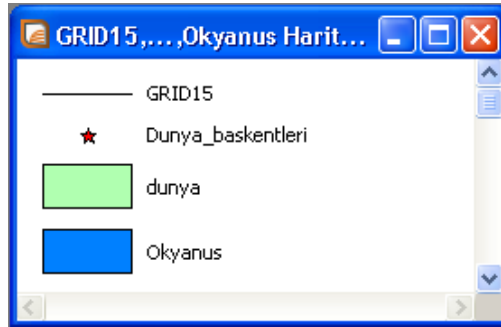 GRID15,...,Okyanus Harit...
GRID15
Dunya_baskentleri
dunya
Okyanus